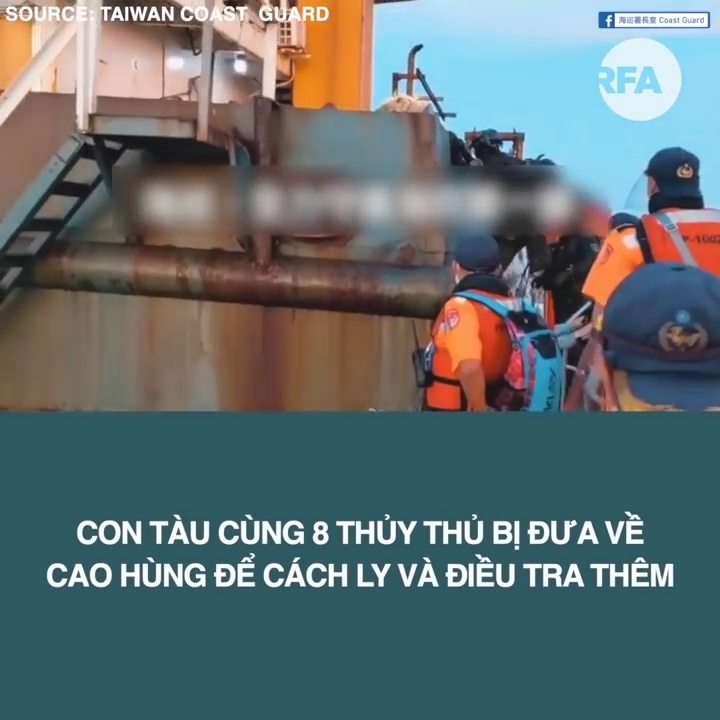 SOURCE: TAIWAN COAST GUARD
海巡署長室 Coast Guard
RFA
CON TÀU CÙNG 8 THỦY THỦ BỊ ĐƯA VỀ
CAO HÙNG ĐỂ CÁCH LY VÀ ĐIỀU TRA THÊM